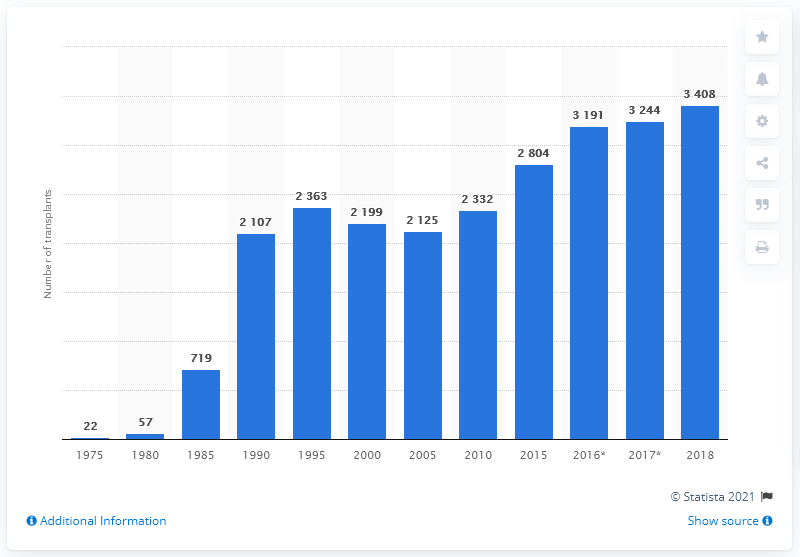 Number of transplants
22
57
719
2 107
2 363
2 199
2 125
2 332
2 804
3 191
3 244
3 408
1975 1980 1985 1990 1995 2000 2005 2010 2015 2016* 2017* 2018
© Statista 2021
Additional Information
Show source